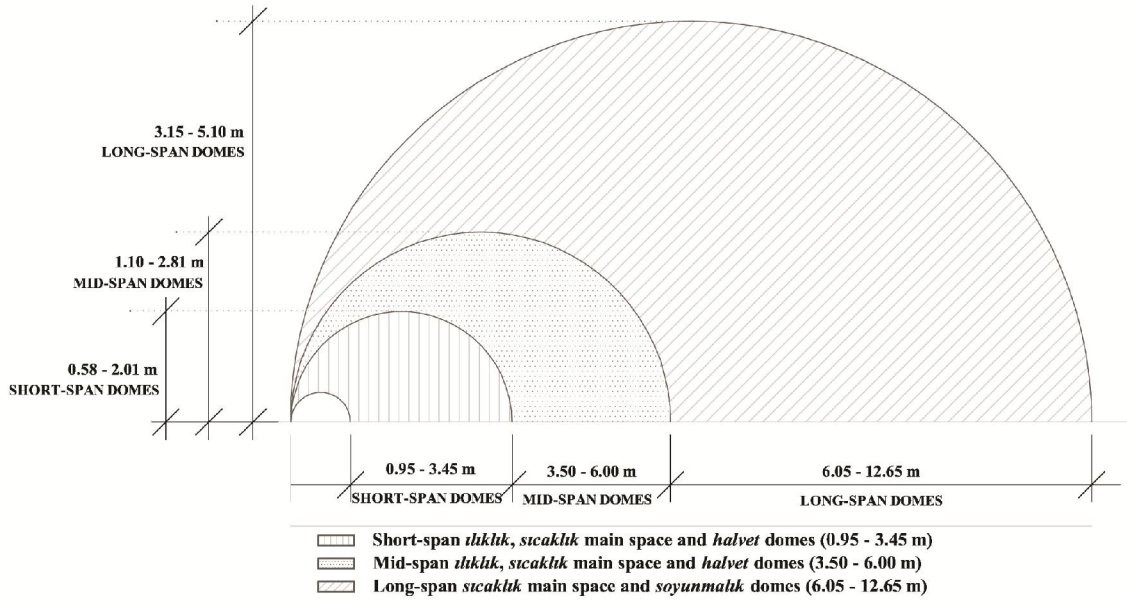 3.15 - 5.10 m
LONG-SPAN DOMES
1.10 - 2.81 m
MID-SPAN DOMES
0.58 - 2.01 m
SHORT-SPAN DOMES
0.95 - 3.45 m
SHORT-SPAN DOMES
3.50 - 6.00 m
MID-SPAN DOMES
6.05 - 12.65 m
LONG-SPAN DOMES
Short-span ılıklık, sıcaklık main space and halvet domes (0.95 - 3.45 m)
Mid-span ılıklık, sıcaklık main space and halvet domes (3.50 - 6.00 m)
Long-span sıcaklık main space and soyunmalık domes (6.05 - 12.65 m)